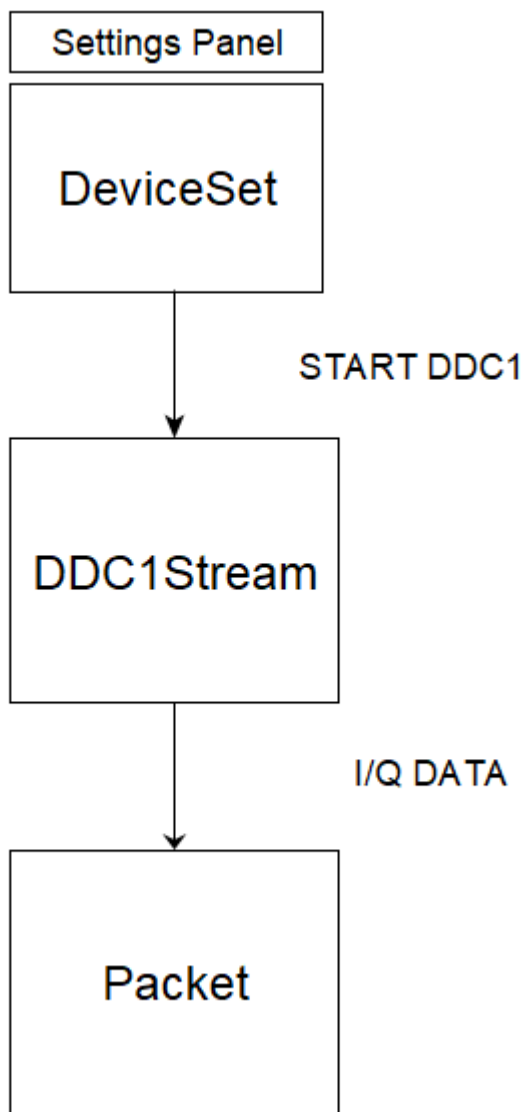 Settings Panel
DeviceSet
START DDC1
DDC1Stream
I/Q DATA
Packet